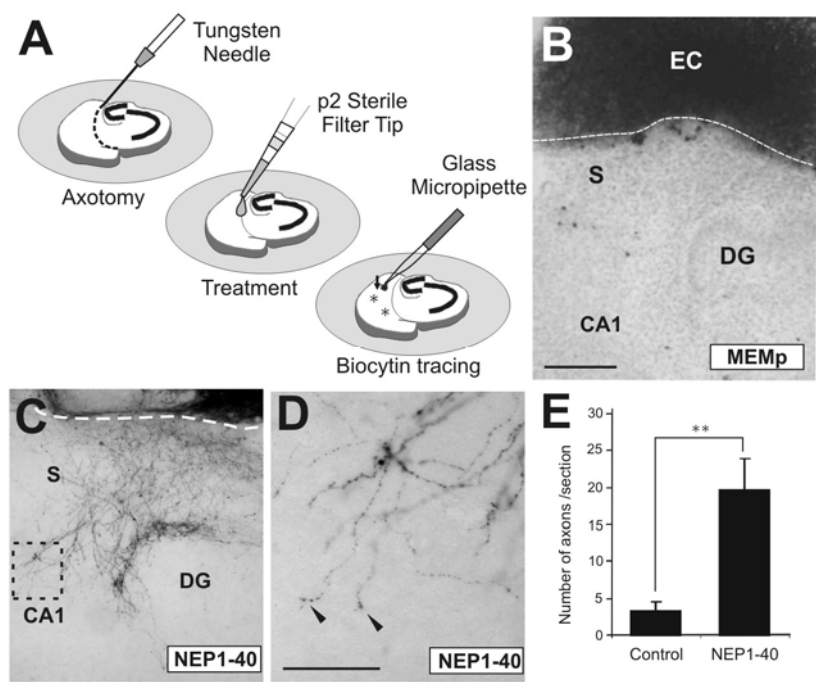 A
Tungsten
Needle
p2 Sterile
Filter Tip
Glass
Micropipette
Axotomy
Treatment
* *
Biocytin tracing
B
EC
S
DG
CA1
MEMp
C
S
DG
CA1
NEP1-40
D
NEP1-40
E
Number of axons /section
30
25
20
15
10
5
0
**
Control
NEP1-40